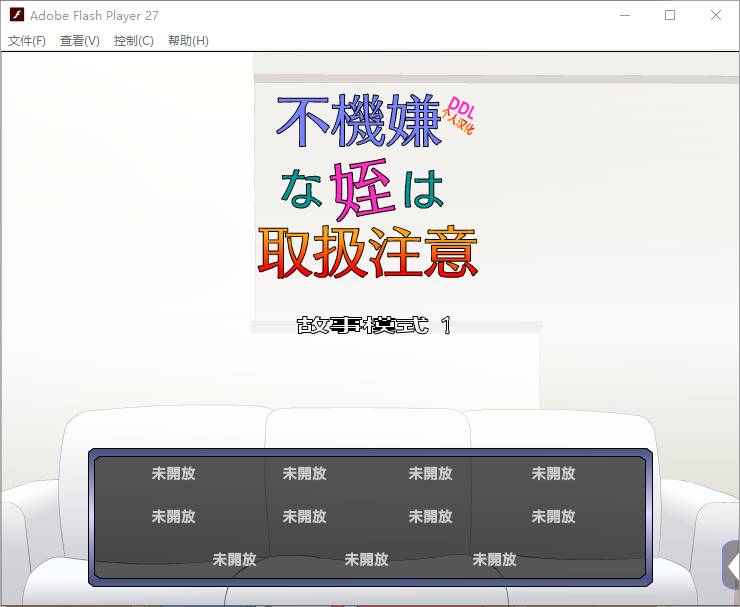 Adobe Flash Player 27
文件(F) 查看(V) 控制(C) 帮助(H)
不機嫌
DDL
个人汉化
な姪は
取扱注意
故事模式 1
未開放 未開放 未開放 未開放
未開放 未開放 未開放 未開放
未開放 未開放 未開放